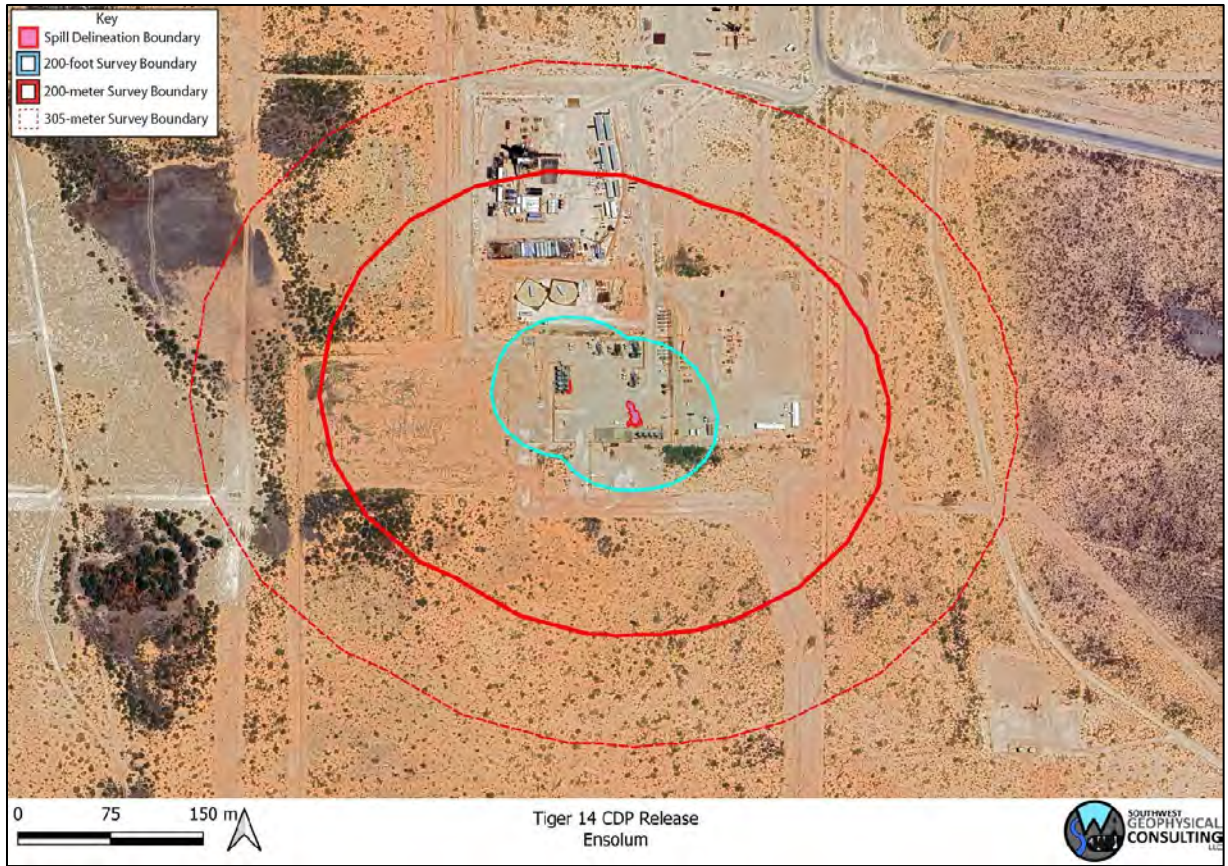 Key
Spill Delineation Boundary
200-foot Survey Boundary
200-meter Survey Boundary
305-meter Survey Boundary
0 75 150 m
Tiger 14 CDP Release
Ensolum
SOUTHWEST
GEOPHYSICAL
CONSULTING
LLC